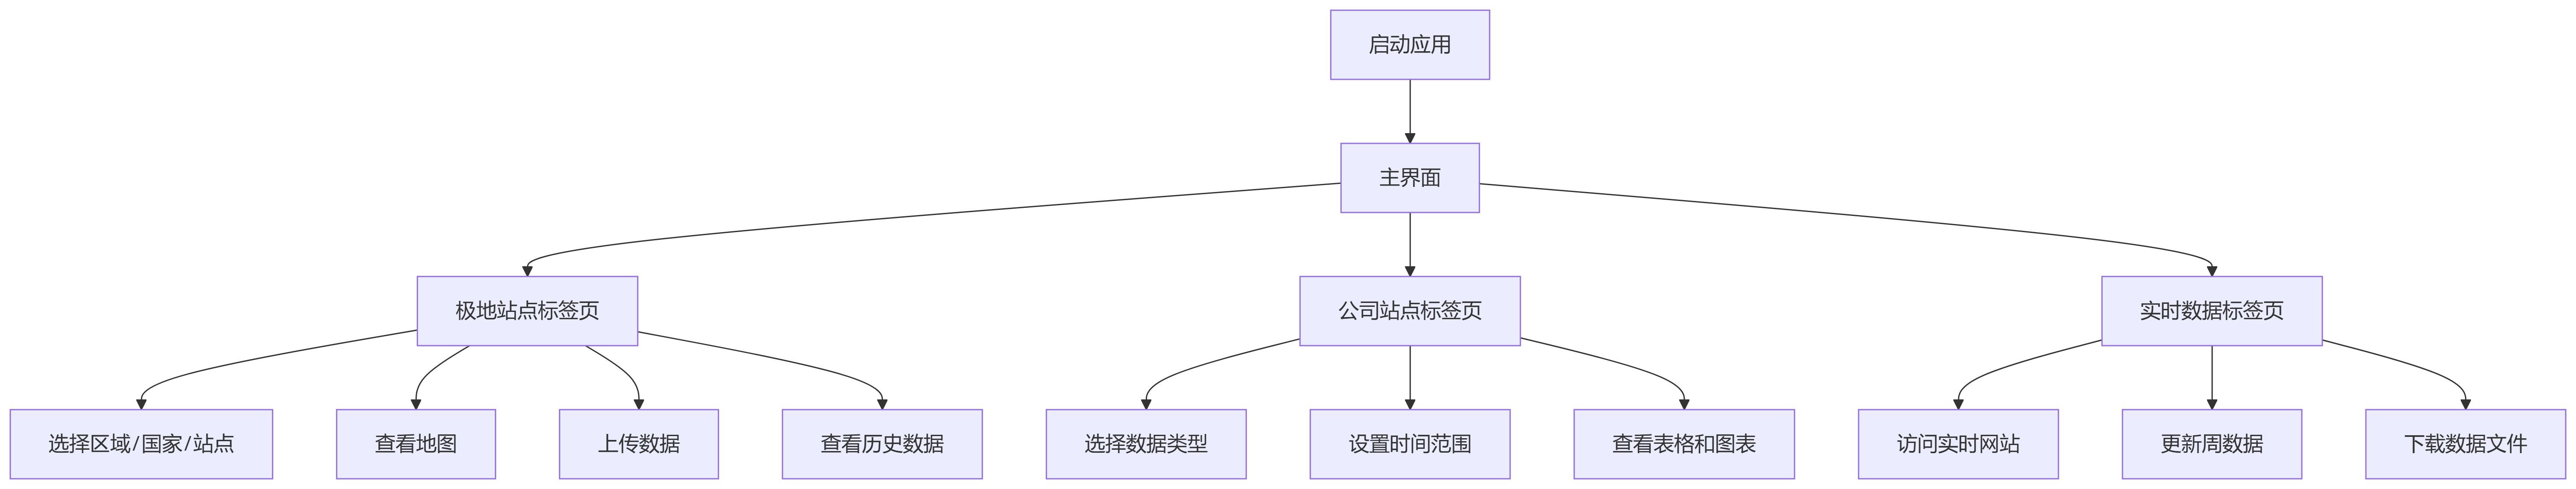 启动应用
主界面
极地站点标签页
公司站点标签页
实时数据标签页
选择区域/国家/站点
查看地图
上传数据
查看历史数据
选择数据类型
设置时间范围
查看表格和图表
访问实时网站
更新周数据
下载数据文件